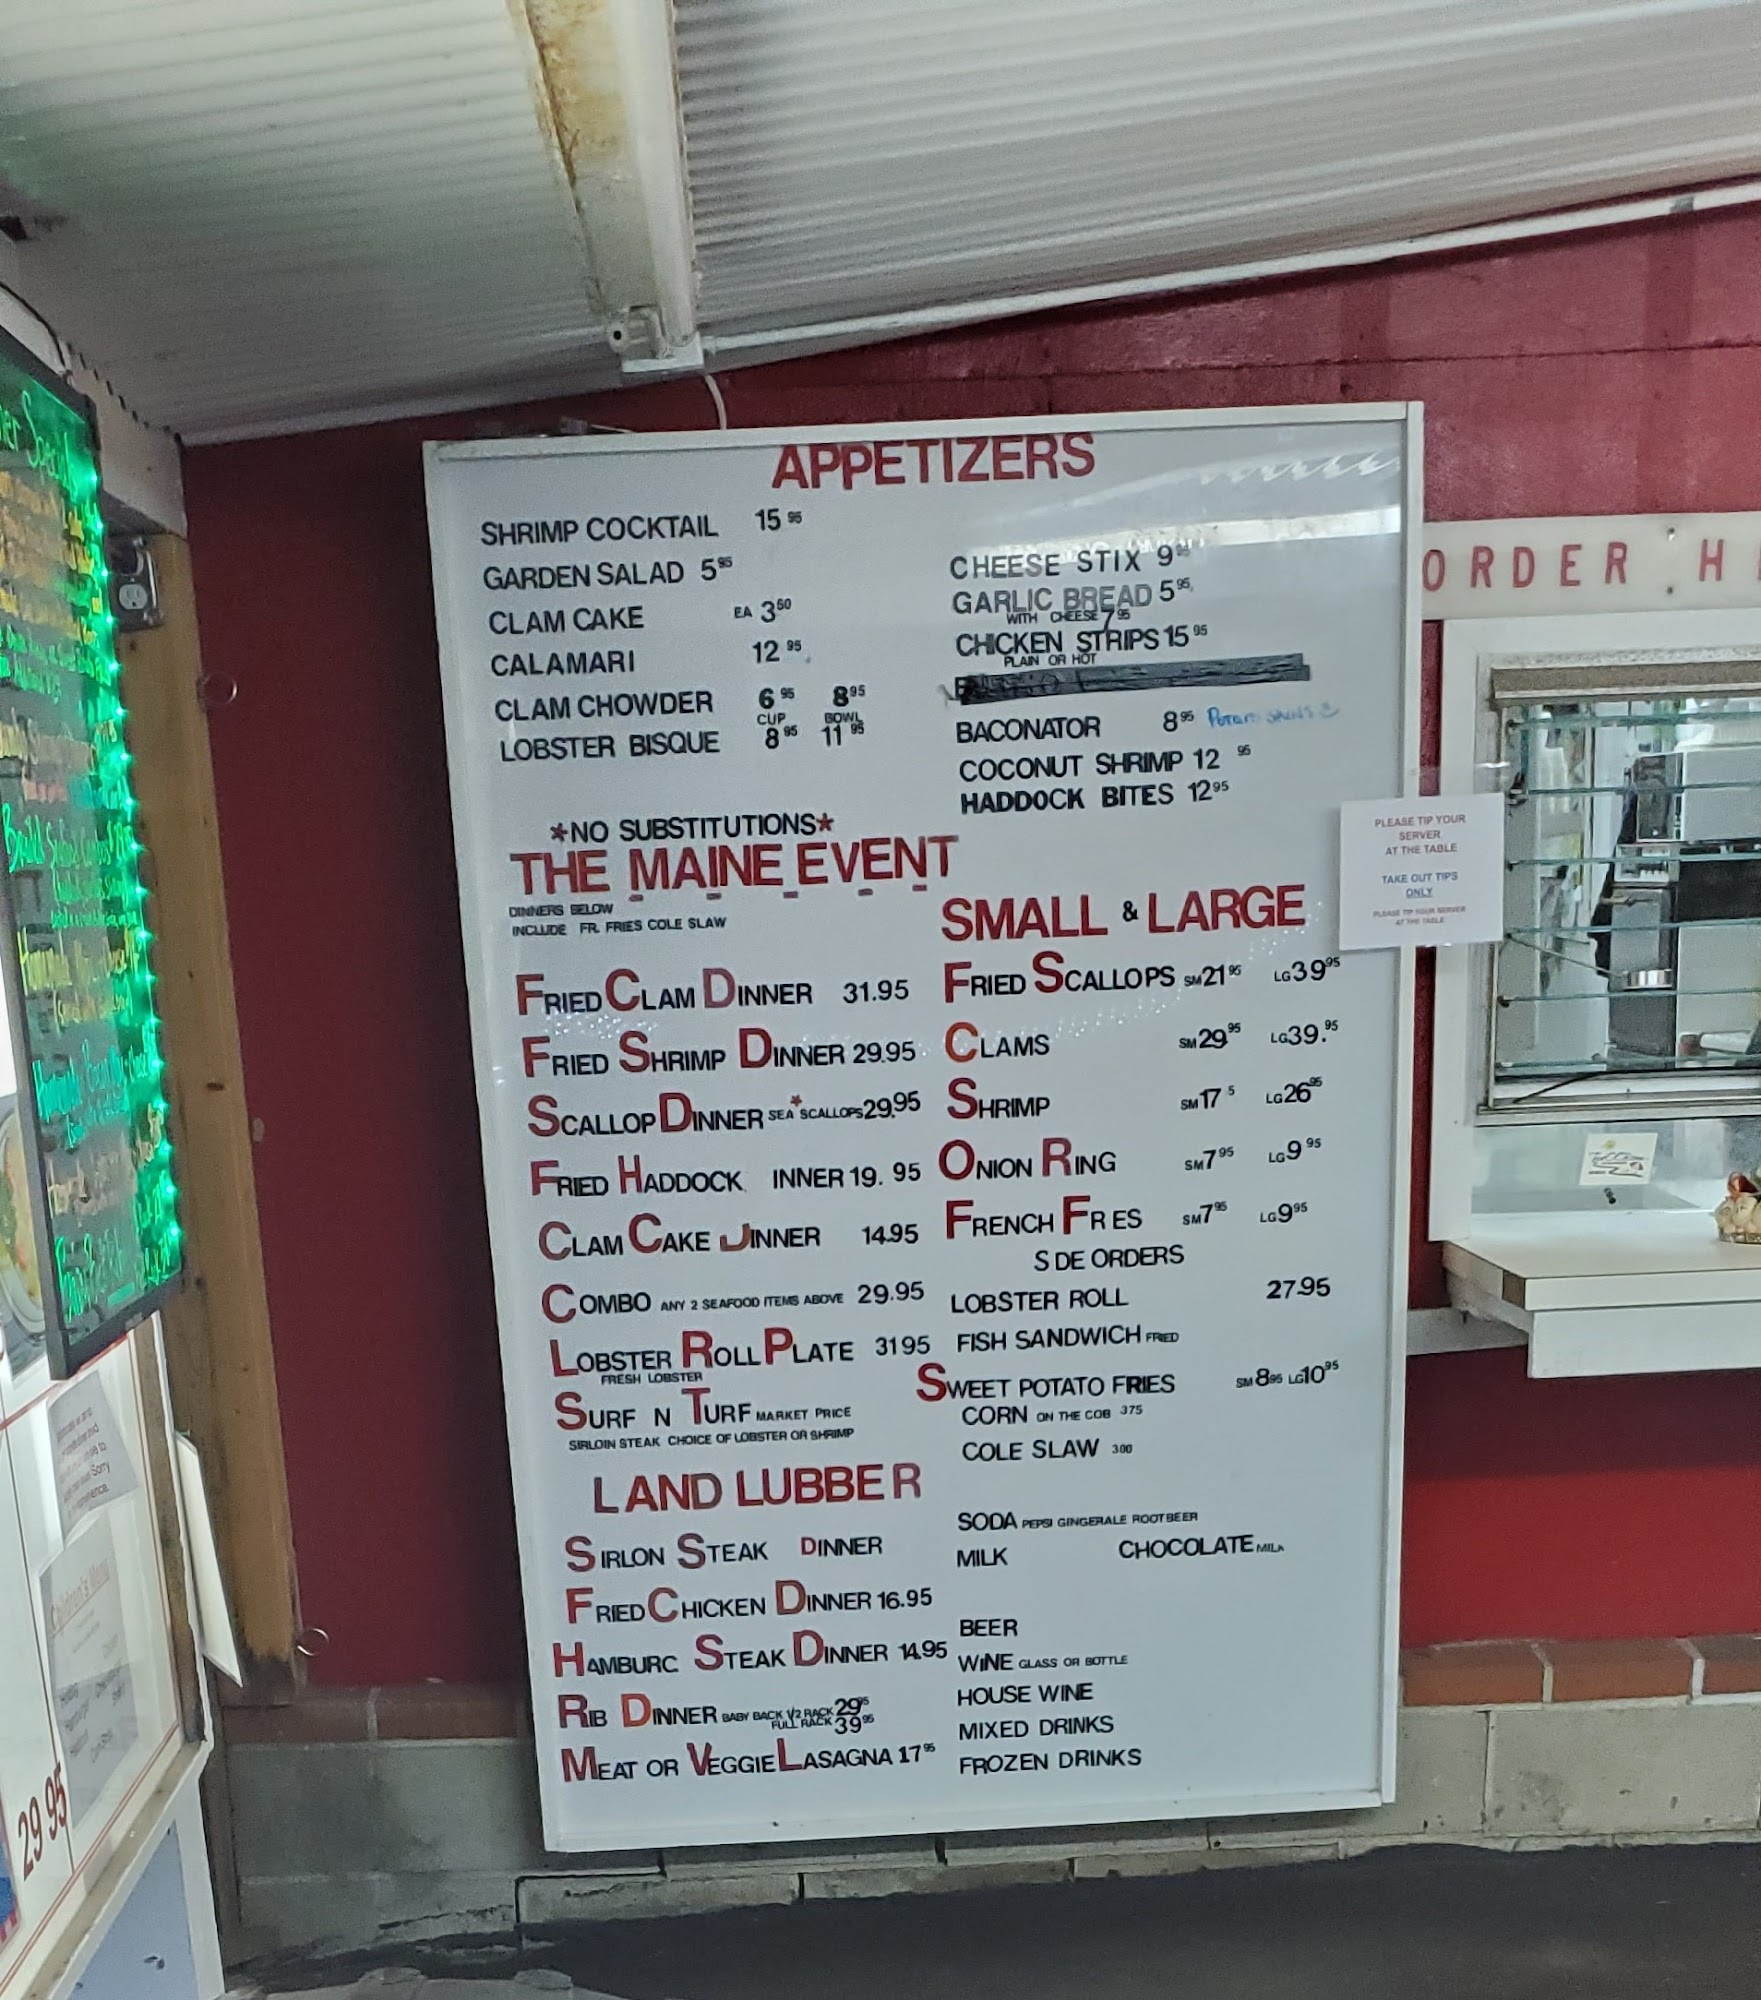 APPETIZERS
SHRIMP COCKTAIL 15 95
GARDEN SALAD 5 95
CLAM CAKE EA 3 50
CALAMARI 12 95
CLAM CHOWDER 6 95 8 95
CUP BOWL
LOBSTER BISQUE 8 95 11 95
CHEESE STIX 9
GARLIC BREAD 5 95
WITH CHEESE 7 95
CHICKEN STRIPS 15 95
PLAIN OR HOT
BACONATOR 8 95
COCONUT SHRIMP 12 95
HADDOCK BITES 12 95
*NO SUBSTITUTIONS*
THE MAINE EVENT
DINNERS BELOW
INCLUDE FR. FRIES COLE SLAW
FRIED CLAM DINNER 31.95
FRIED SHRIMP DINNER 29.95
SCALLOP DINNER SEA * SCALLOPS 29.95
FRIED HADDOCK INNER 19. 95
CLAM CAKE JINNER 14.95
COMBO ANY 2 SEAFOOD ITEMS ABOVE 29.95
LOBSTER ROLL PLATE 3195
FRESH LOBSTER
SURF N TURF MARKET PRICE
SIRLOIN STEAK CHOICE OF LOBSTER OR SHRIMP
LAND LUBBER
SIRLON STEAK DINNER
FRIED CHICKEN DINNER 16.95
HAMBURC STEAK DINNER 14.95
RIB DINNER BABY BACK 1/2 RACK 29 95
FULL RACK 39 95
MEAT OR VEGGIE LASAGNA 17 95
SMALL & LARGE
FRIED SCALLOPS SM 21 95 LG 39 95
CLAMS SM 29. 95 LG 39. 95
SHRIMP SM 17 5 LG 26 95
ONION RING SM 7 95 LG 9 95
FRENCH FR ES SM 7 95 LG 9 95
S DE ORDERS
LOBSTER ROLL 27.95
FISH SANDWICH FRIED
SWEET POTATO FRIES SM 8 95 LG 10 95
CORN ON THE COB 375
COLE SLAW 300
SODA PEPSI GINGERALE ROOTBEER
MILK CHOCOLATE MILK
BEER
WINE GLASS OR BOTTLE
HOUSE WINE
MIXED DRINKS
FROZEN DRINKS
ORDER H
PLEASE TIP YOUR
SERVER
AT THE TABLE
TAKE OUT TIPS
ONLY
PLEASE TIP YOUR SERVER
AT THE TABLE
Children's Menu
29 95